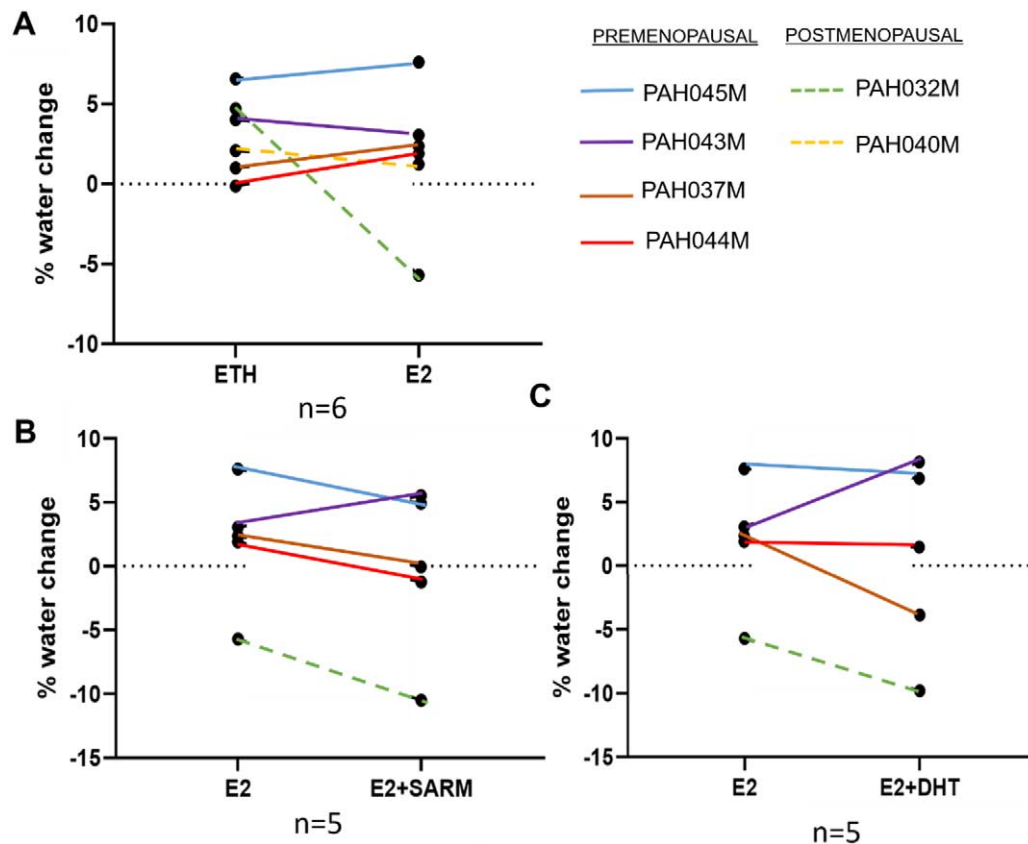 A
10
5
0
-5
-10
% water change
ETH E2
n=6
PREMENOPAUSAL POSTMENOPAUSAL
PAH045M PAH032M
PAH043M PAH040M
PAH037M
PAH044M
B
10
5
0
-5
-10
-15
% water change
E2 E2+SARM
n=5
C
10
5
0
-5
-10
-15
% water change
E2 E2+DHT
n=5